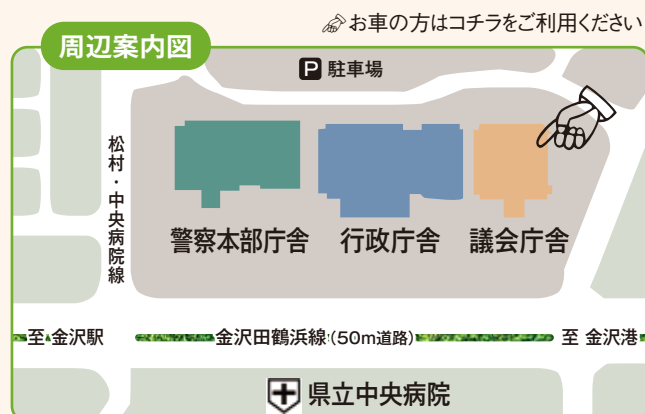 お車の方はコチラをご利用ください
周辺案内図
P 駐車場
松村・中央病院線
警察本部庁舎
行政庁舎
議会庁舎
至 金沢駅
金沢田鶴浜線(50m道路)
至 金沢港
県立中央病院